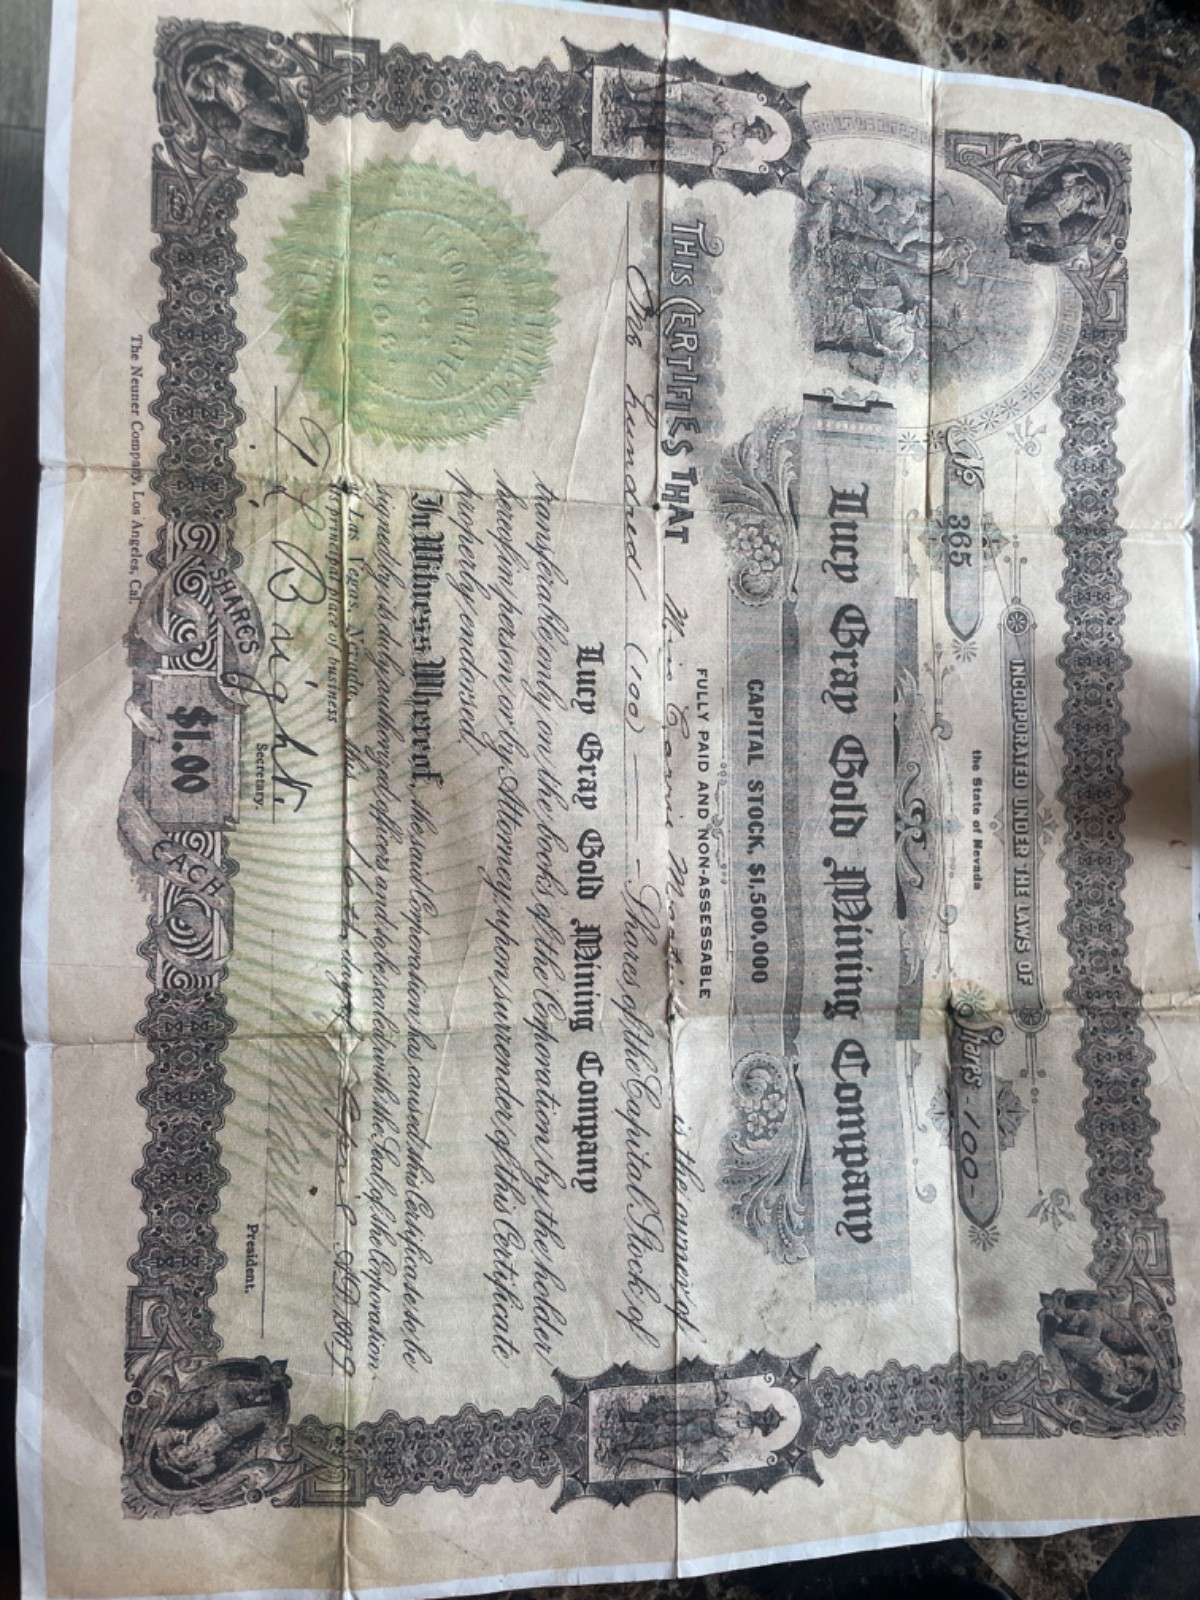 INCORPORATED UNDER THE LAWS OF
the State of Nevada
No 365
Shares -100-
Lucy Gray Gold Mining Company
CAPITAL STOCK, $1,500,000
FULLY PAID AND NON-ASSESSABLE
THIS CERTIFIES THAT Carrie is the owner of
One hundred (100) Shares of the Capital Stock of
Lucy Gray Gold Mining Company
transferable only on the books of the Corporation by the holder
hereof in person or by Attorney, upon surrender of this Certificate
properly endorsed.
In Witness Whereof, the said Corporation has caused this Certificate to be
signed by its duly authorized officers and to be sealed with the Seal of the Corporation
at Las Vegas, Nevada, this day of April A.D. 1909
its principal place of business
Secretary.
President.
SHARES $1.00 EACH
The Neuner Company, Los Angeles, Cal.